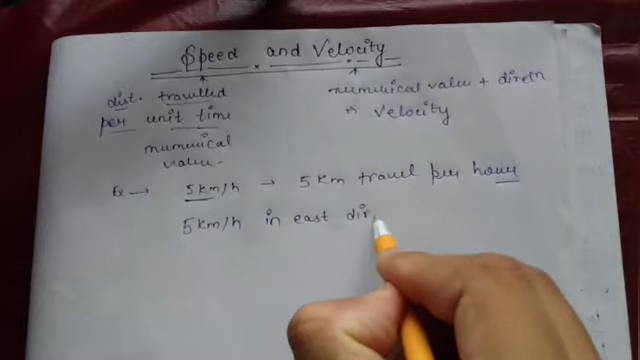 Speed and Velocity
dist. travelled
per unit time
numerical
value.
numerical value + diretn
Velocity
Ex → 5km/h → 5 km travel per hour
5km/h in east dir